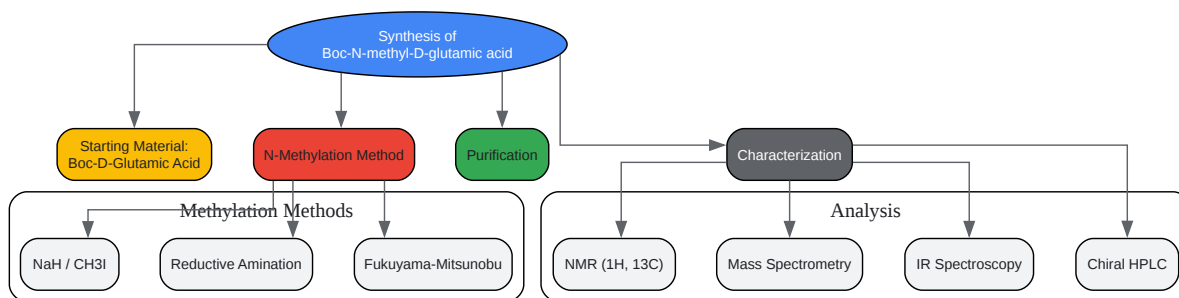 Synthesis of
Boc-N-methyl-D-glutamic acid
Starting Material:
Boc-D-Glutamic Acid
N-Methylation Method
Purification
Characterization
Methylation Methods
Analysis
NaH / CH3I
Reductive Amination
Fukuyama-Mitsunobu
NMR (1H, 13C)
Mass Spectrometry
IR Spectroscopy
Chiral HPLC